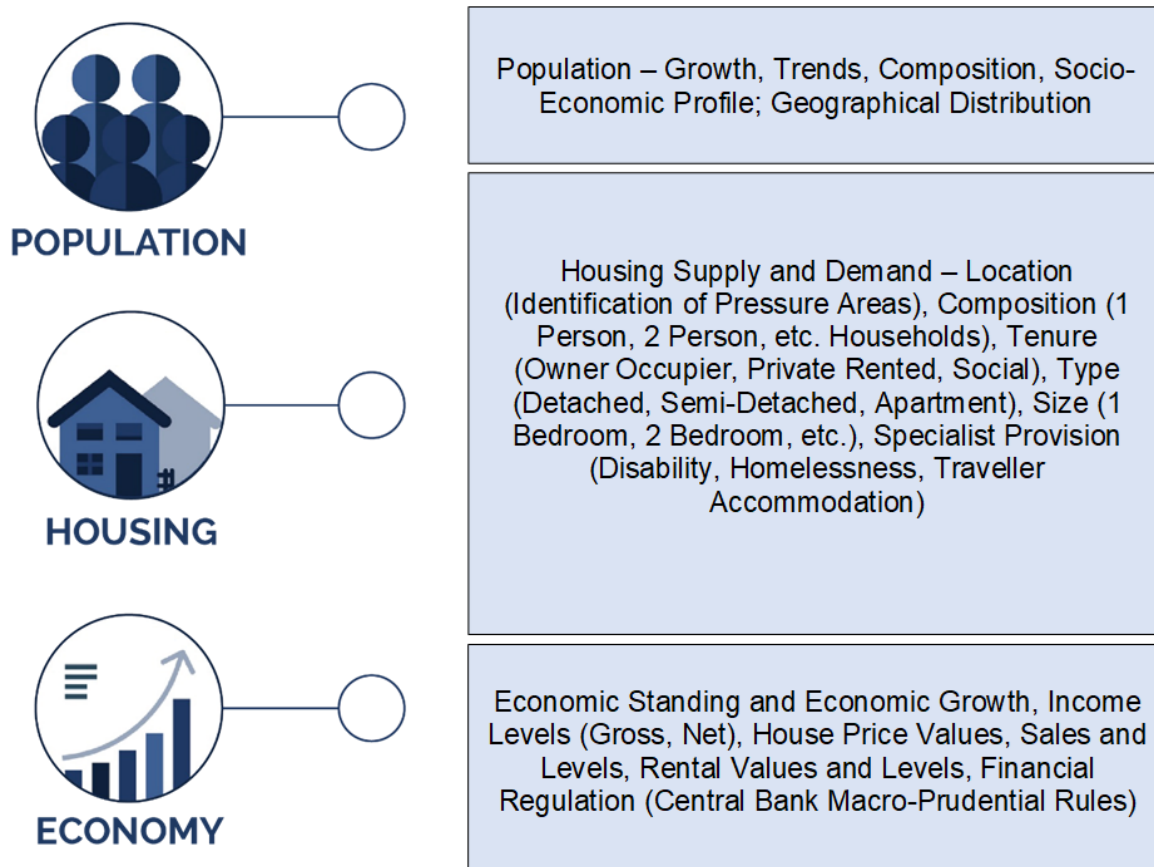 Population – Growth, Trends, Composition, Socio-
Economic Profile; Geographical Distribution
POPULATION
Housing Supply and Demand – Location
(Identification of Pressure Areas), Composition (1
Person, 2 Person, etc. Households), Tenure
(Owner Occupier, Private Rented, Social), Type
(Detached, Semi-Detached, Apartment), Size (1
Bedroom, 2 Bedroom, etc.), Specialist Provision
(Disability, Homelessness, Traveller
Accommodation)
HOUSING
Economic Standing and Economic Growth, Income
Levels (Gross, Net), House Price Values, Sales and
Levels, Rental Values and Levels, Financial
Regulation (Central Bank Macro-Prudential Rules)
ECONOMY